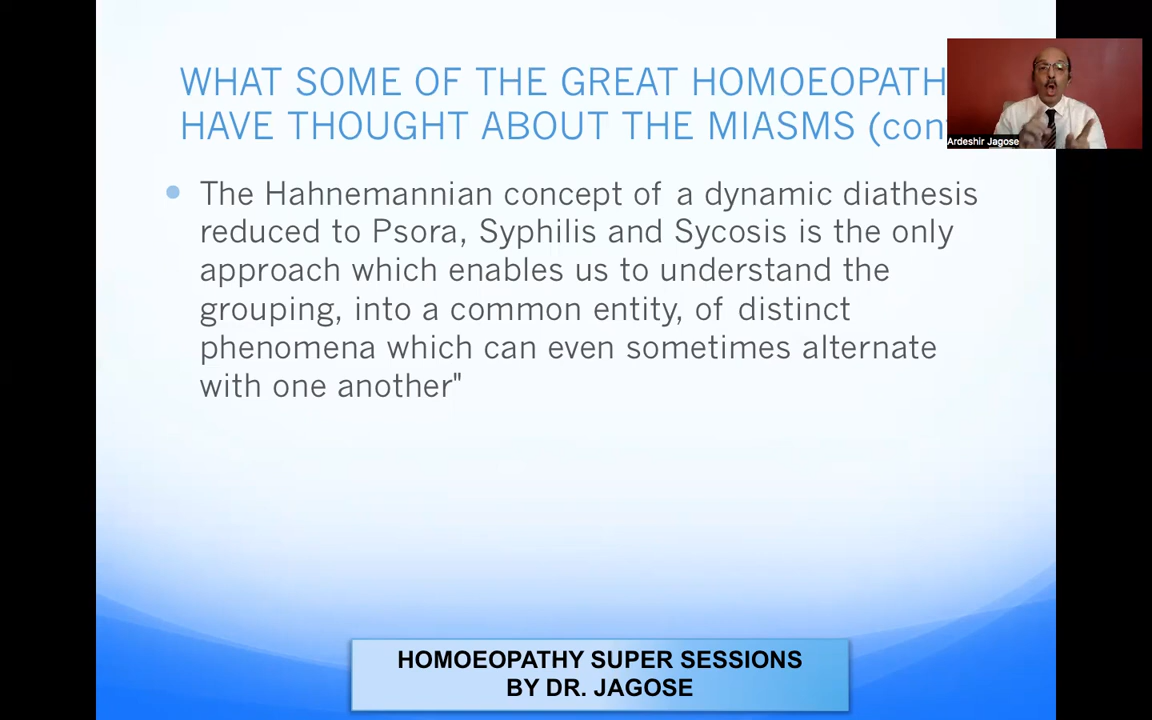 WHAT SOME OF THE GREAT HOMOEOPATH
HAVE THOUGHT ABOUT THE MIASMS (con
Ardeshir Jagose
The Hahnemannian concept of a dynamic diathesis
reduced to Psora, Syphilis and Sycosis is the only
approach which enables us to understand the
grouping, into a common entity, of distinct
phenomena which can even sometimes alternate
with one another"
HOMOEOPATHY SUPER SESSIONS
BY DR. JAGOSE